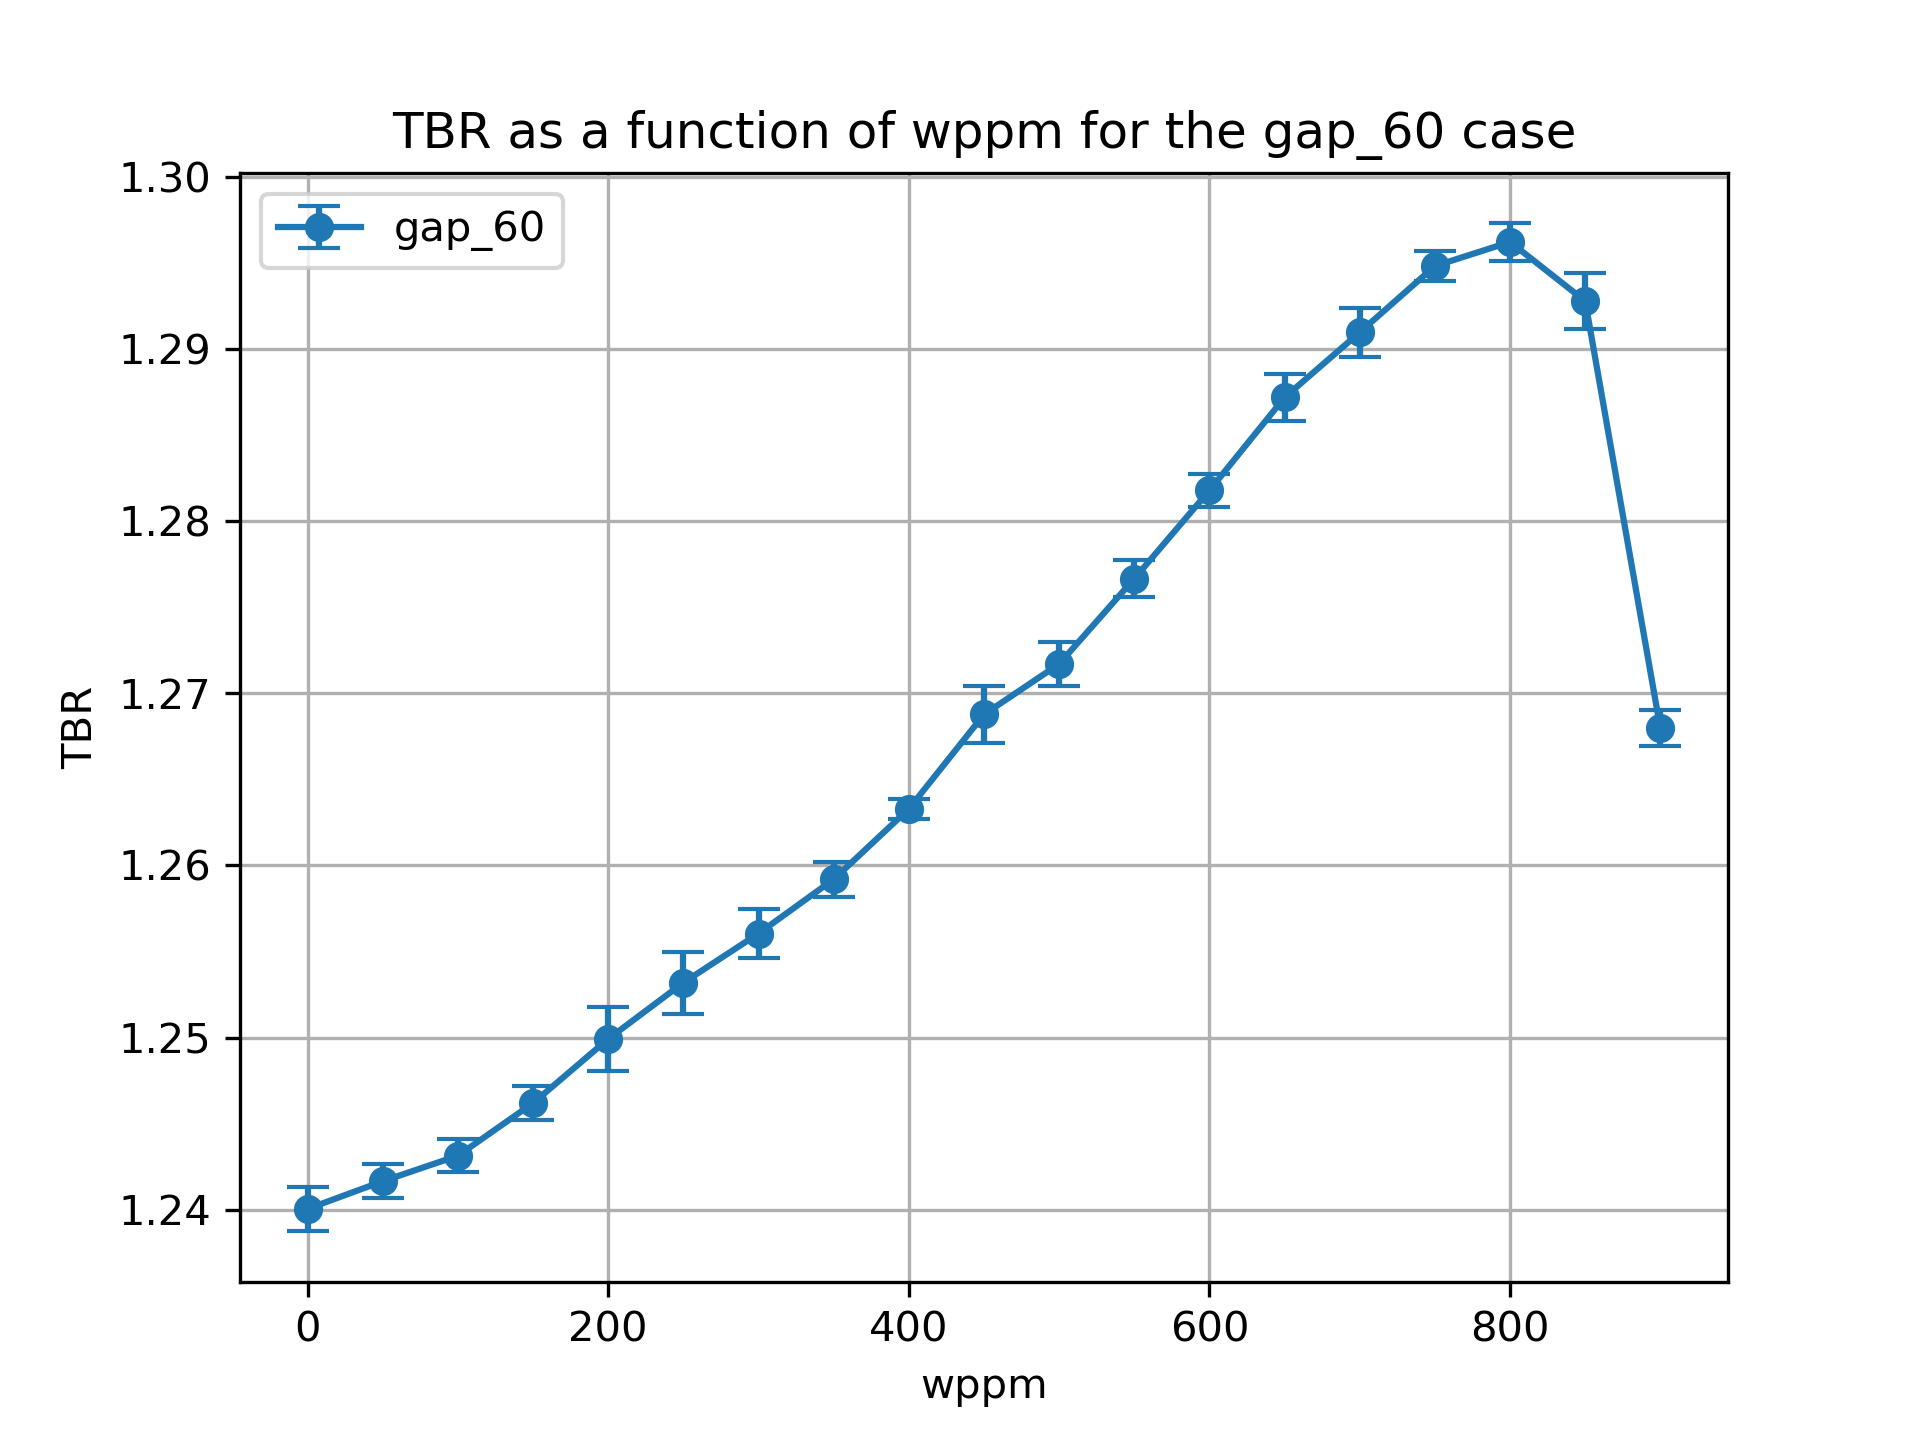 TBR as a function of wppm for the gap_60 case
gap_60
1.30
1.29
1.28
1.27
1.26
1.25
1.24
TBR
0 200 400 600 800
wppm